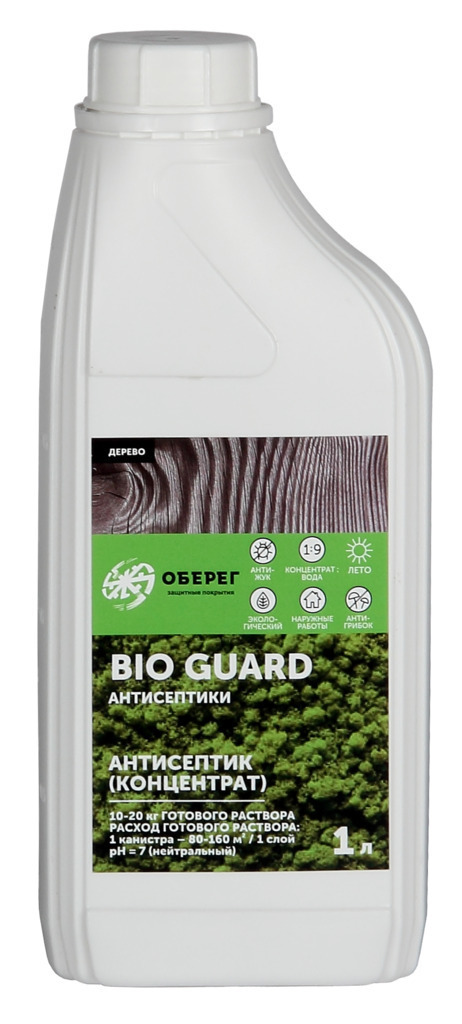 ДЕРЕВО
ОБЕРЕГ
защитные покрытия
АНТИ-
ЖУК
1:9
КОНЦЕНТРАТ :
ВОДА
ЛЕТО
ЭКОЛО-
ГИЧЕСКИЙ
НАРУЖНЫЕ
РАБОТЫ
АНТИ-
ГРИБОК
BIO GUARD
АНТИСЕПТИКИ
АНТИСЕПТИК
(КОНЦЕНТРАТ)
10-20 кг ГОТОВОГО РАСТВОРА
РАСХОД ГОТОВОГО РАСТВОРА:
1 канистра – 80-160 м² / 1 слой
pH = 7 (нейтральный)
1 л